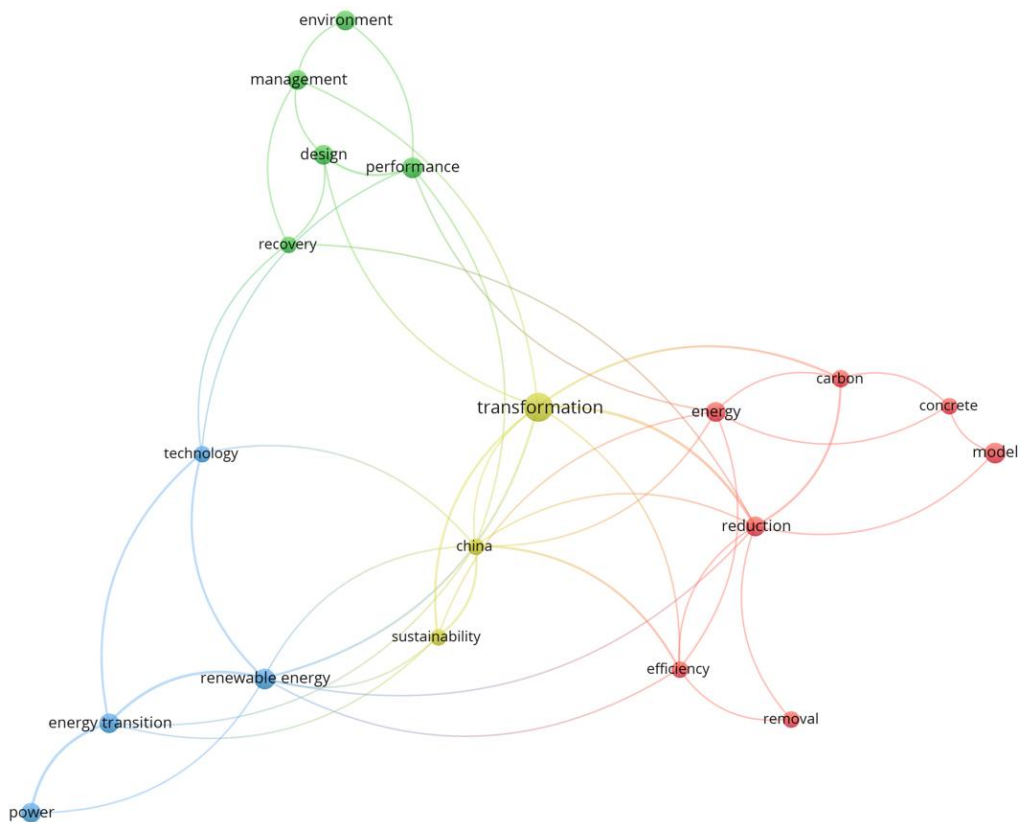 environment
management
design
performance
recovery
carbon
transformation
energy
concrete
technology
model
reduction
china
sustainability
efficiency
renewable energy
removal
energy transition
power